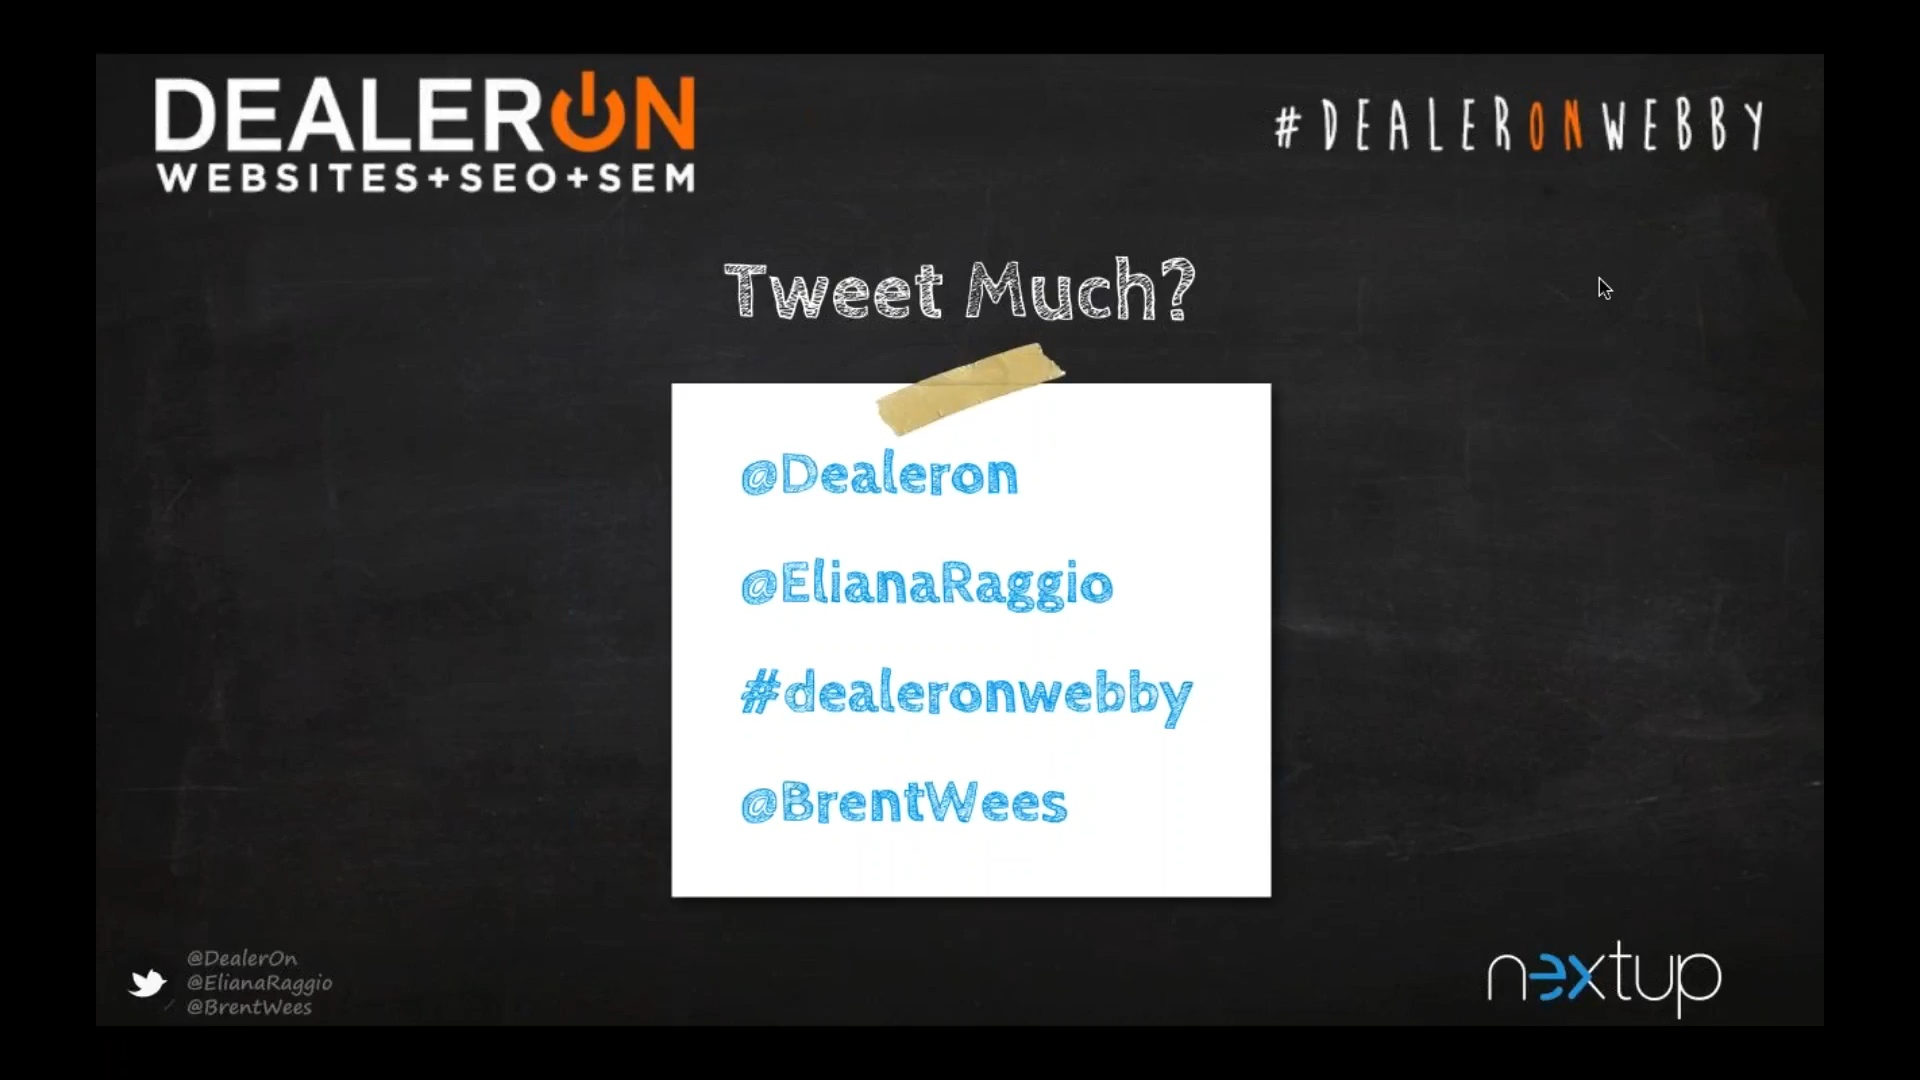 DEALERON
WEBSITES+SEO+SEM
#DEALERONWEBBY
Tweet Much?
@Dealeron
@ElianaRaggio
#dealeronwebby
@BrentWees
@DealerOn
@ElianaRaggio
@BrentWees
nextup